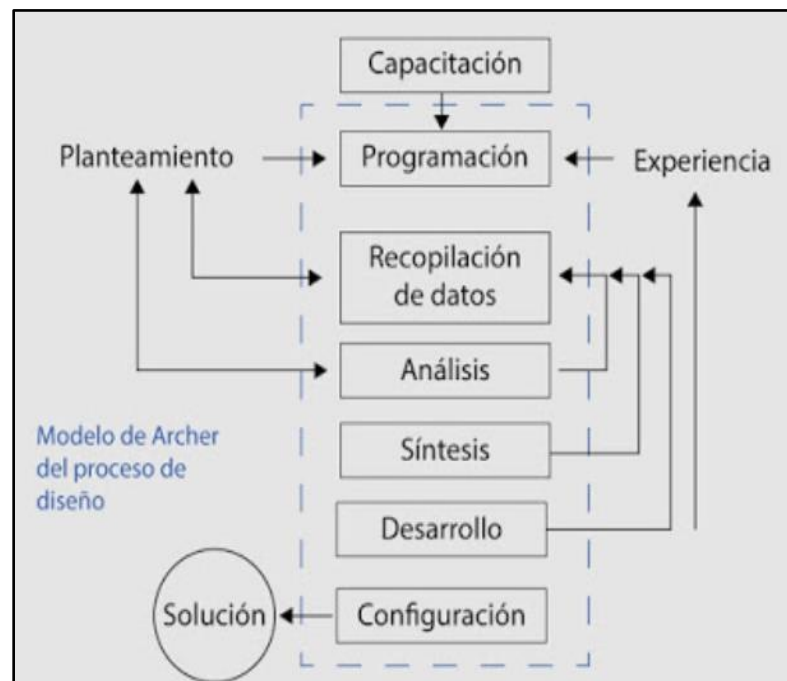 Capacitación
Planteamiento
Programación
Experiencia
Recopilación
de datos
Análisis
Modelo de Archer
del proceso de
diseño
Síntesis
Desarrollo
Solución
Configuración